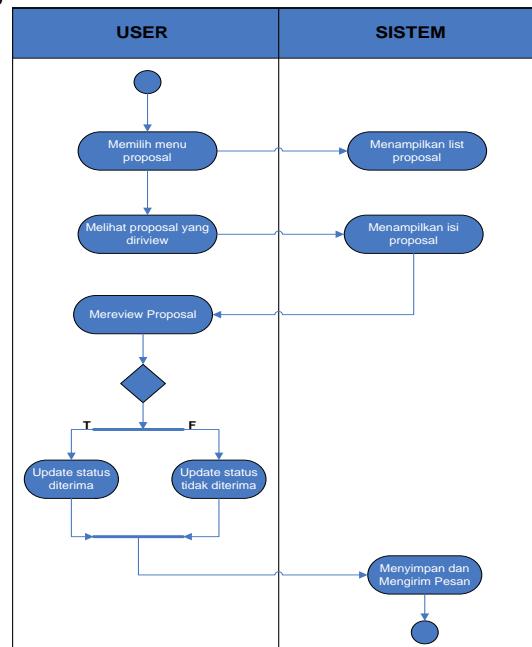 USER
SISTEM
Memilih menu
proposal
Menampilkan list
proposal
Melihat proposal yang
diriview
Menampilkan isi
proposal
Mereview Proposal
T
F
Update status
diterima
Update status
tidak diterima
Menyimpan dan
Mengirim Pesan